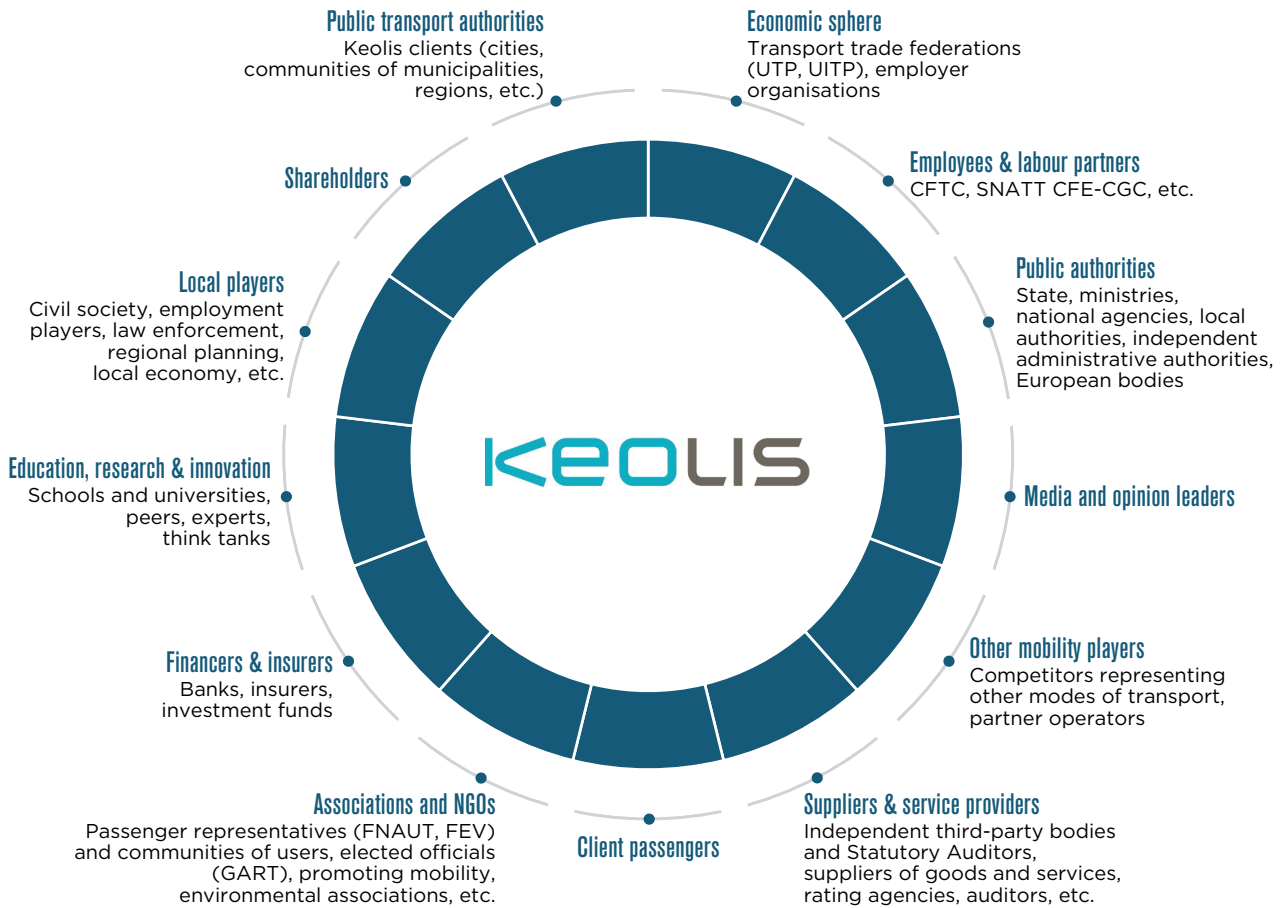 Public transport authorities
Keolis clients (cities,
communities of municipalities,
regions, etc.)
Economic sphere
Transport trade federations
(UTP, UITP), employer
organisations
Employees & labour partners
CFTC, SNATT CFE-CGC, etc.
Public authorities
State, ministries,
national agencies, local
authorities, independent
administrative authorities,
European bodies
Media and opinion leaders
Other mobility players
Competitors representing
other modes of transport,
partner operators
Suppliers & service providers
Independent third-party bodies
and Statutory Auditors,
suppliers of goods and services,
rating agencies, auditors, etc.
Client passengers
Associations and NGOs
Passenger representatives (FNAUT, FEV)
and communities of users, elected officials
(GART), promoting mobility,
environmental associations, etc.
Financers & insurers
Banks, insurers,
investment funds
Education, research & innovation
Schools and universities,
peers, experts,
think tanks
Local players
Civil society, employment
players, law enforcement,
regional planning,
local economy, etc.
Shareholders
KEOLIS